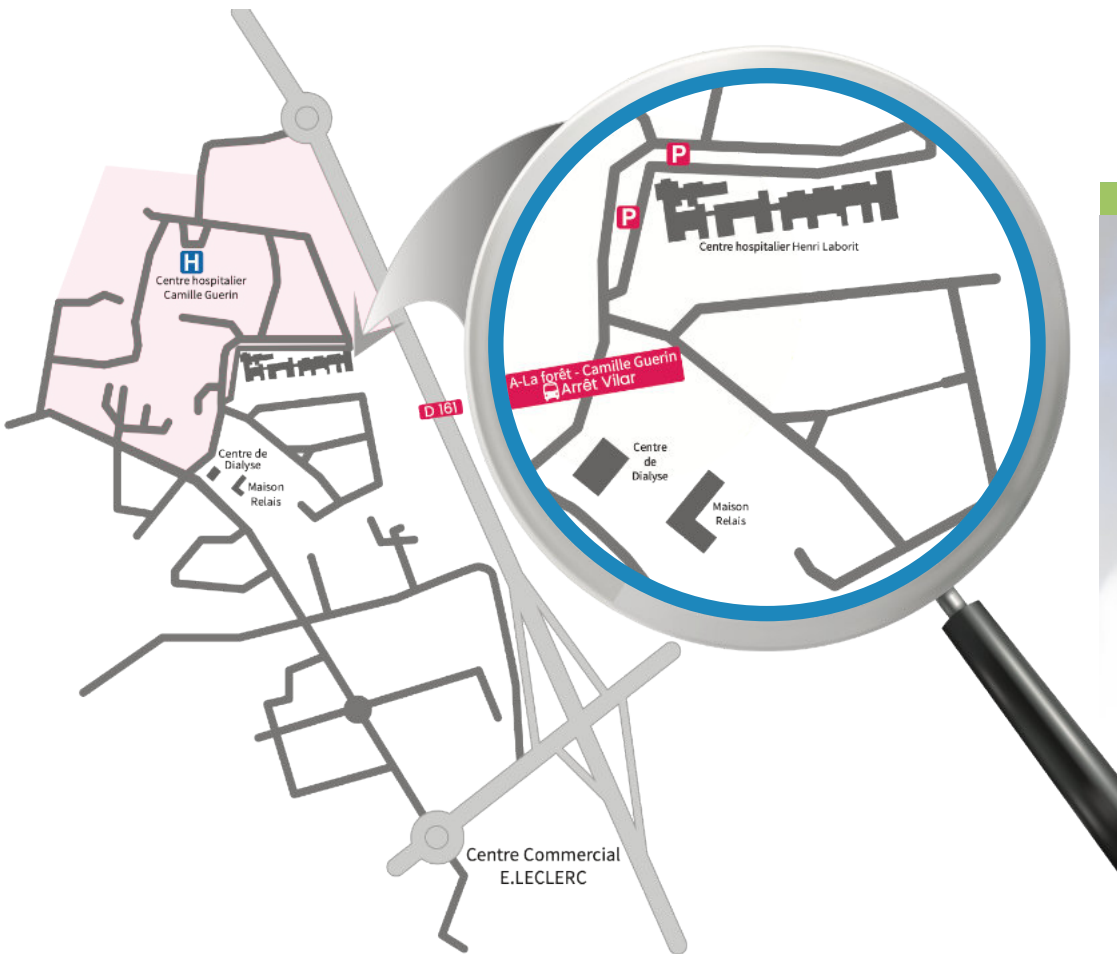 H
Centre hospitalier
Camille Guerin
D 161
Centre de
Dialyse
Maison
Relais
Centre Commercial
E.LECLERC
P
P
Centre hospitalier Henri Laborit
A-La forêt - Camille Guerin
Arrêt Vilar
Centre
de
Dialyse
Maison
Relais